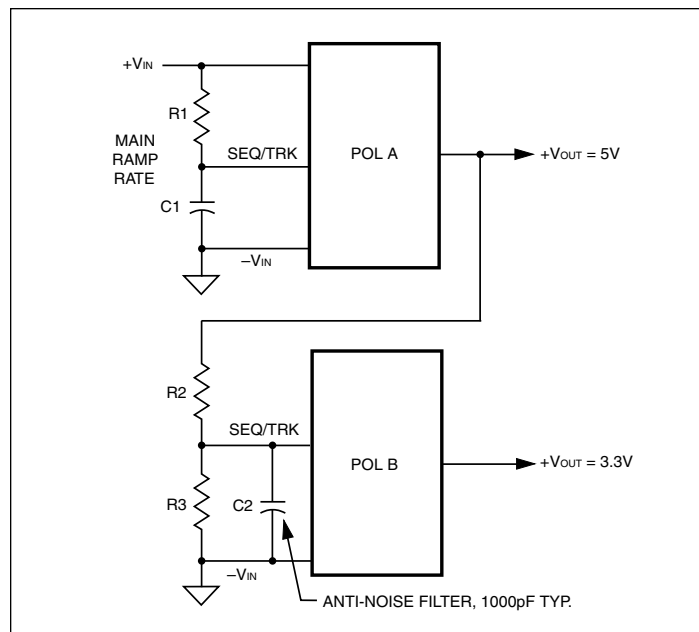 +VIN
R1
MAIN
RAMP
RATE
SEQ/TRK
C1
–VIN
POL A
+VOUT = 5V
R2
SEQ/TRK
R3
C2
–VIN
POL B
+VOUT = 3.3V
ANTI-NOISE FILTER, 1000pF TYP.